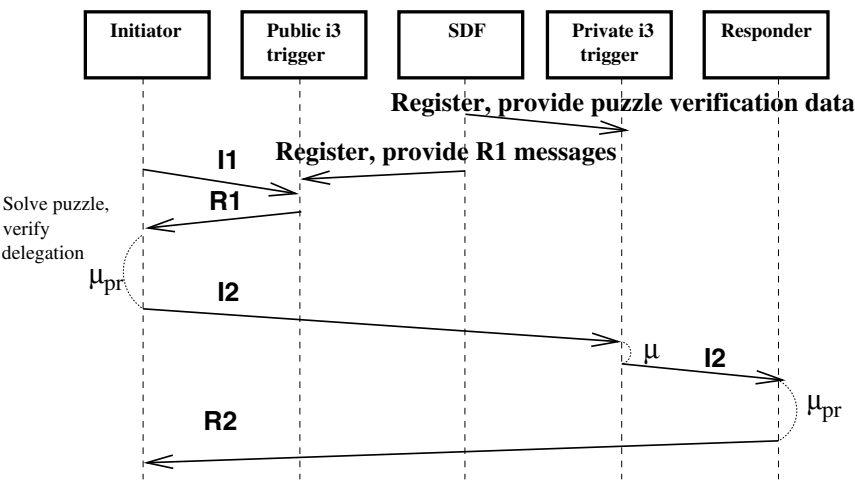 Initiator
Public i3
trigger
SDF
Private i3
trigger
Responder
Register, provide puzzle verification data
I1
Register, provide R1 messages
R1
Solve puzzle,
verify
delegation
μpr
I2
μ
I2
μpr
R2